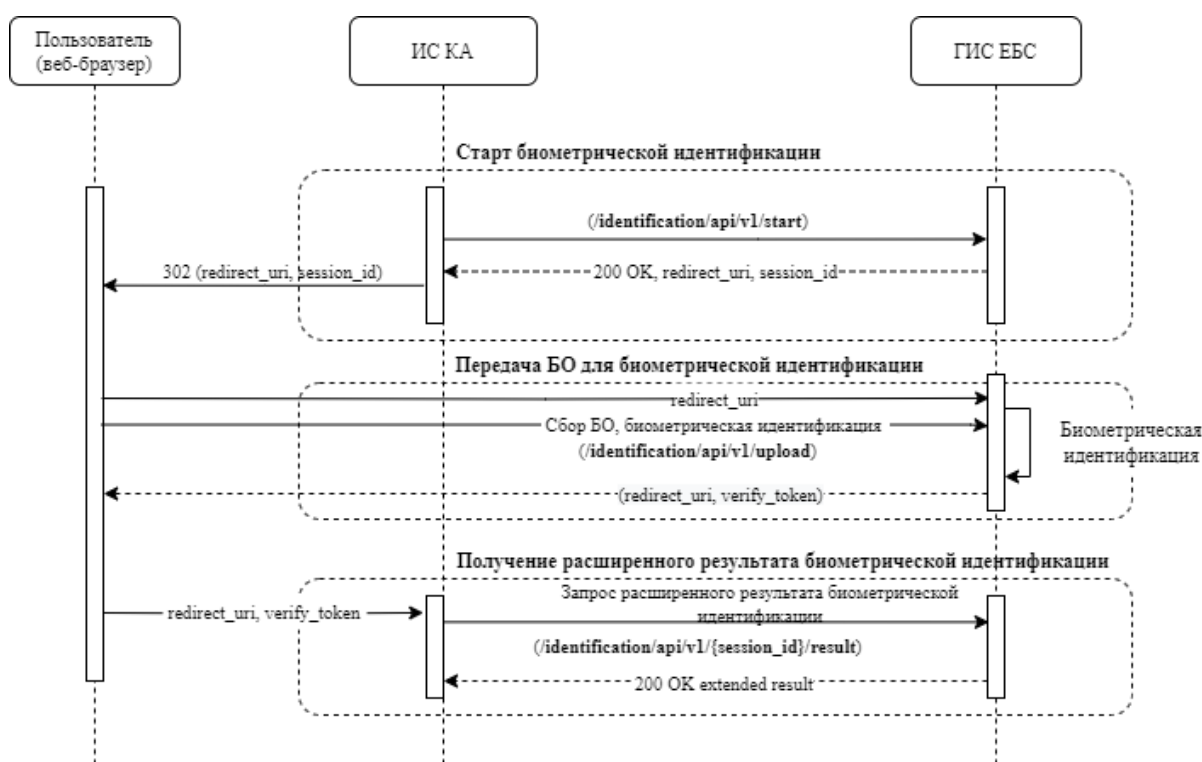 Пользователь
(веб-браузер)
ИС КА
ГИС ЕБС
Старт биометрической идентификации
(/identification/api/v1/start)
200 OK, redirect_uri, session_id
302 (redirect_uri, session_id)
Передача БО для биометрической идентификации
redirect_uri
Сбор БО, биометрическая идентификация
(/identification/api/v1/upload)
Биометрическая
идентификация
(redirect_uri, verify_token)
Получение расширенного результата биометрической идентификации
Запрос расширенного результата биометрической
идентификации
redirect_uri, verify_token
(/identification/api/v1/{session_id}/result)
200 OK extended result